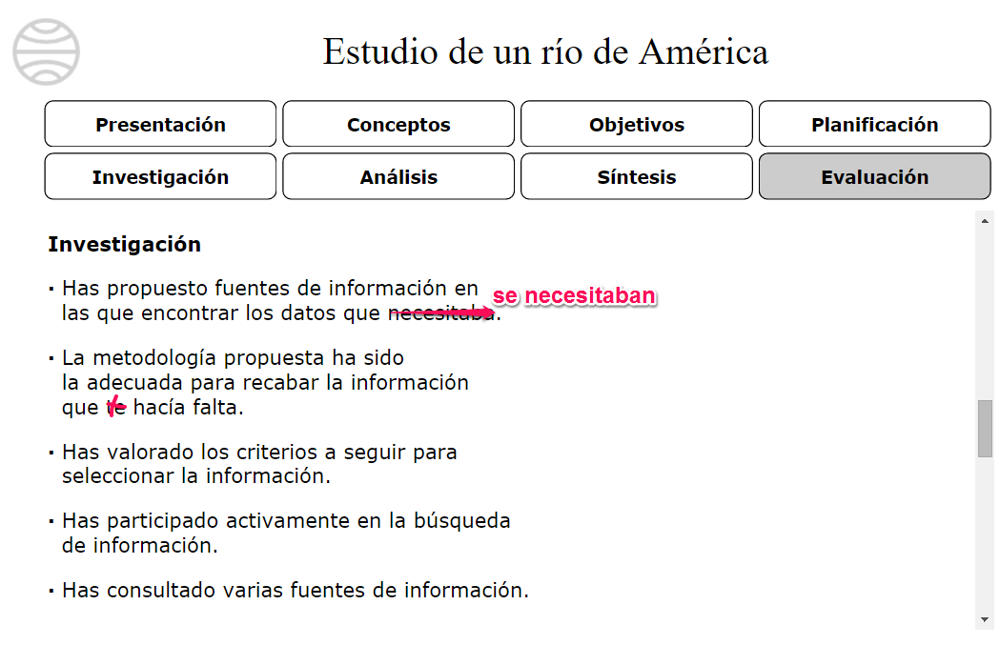 Estudio de un río de América
Presentación
Conceptos
Objetivos
Planificación
Investigación
Análisis
Síntesis
Evaluación
Investigación
· Has propuesto fuentes de información en
las que encontrar los datos que necesitaba.
se necesitaban
· La metodología propuesta ha sido
la adecuada para recabar la información
que te hacía falta.
· Has valorado los criterios a seguir para
seleccionar la información.
· Has participado activamente en la búsqueda
de información.
· Has consultado varias fuentes de información.